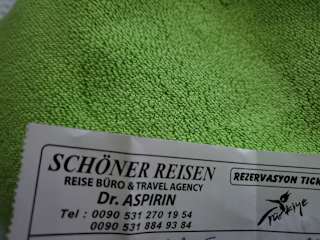 SCHÖNER REISEN
REISE BÜRO & TRAVEL AGENCY
Dr. ASPIRIN
Tel : 0090 531 270 19 54
0090 531 884 93 84
REZERVASYON TICK
Türkiye